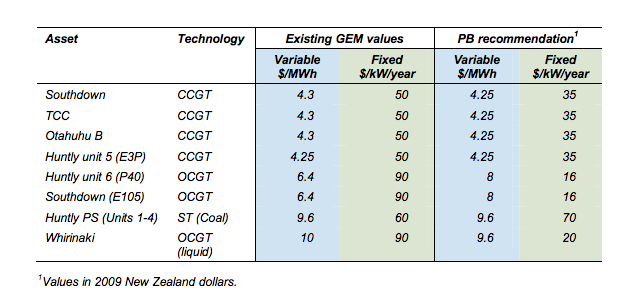 Asset Technology Existing GEM values PB recommendation1
Variable Fixed Variable Fixed
$/MWh $/kW/year $/MWh $/kW/year
Southdown CCGT 4.3 50 4.25 35
TCC CCGT 4.3 50 4.25 35
Otahuhu B CCGT 4.3 50 4.25 35
Huntly unit 5 (E3P) CCGT 4.25 50 4.25 35
Huntly unit 6 (P40) OCGT 6.4 90 8 16
Southdown (E105) OCGT 6.4 90 8 16
Huntly PS (Units 1-4) ST (Coal) 9.6 60 9.6 70
Whirinaki OCGT 10 90 9.6 20
(liquid)
1Values in 2009 New Zealand dollars.